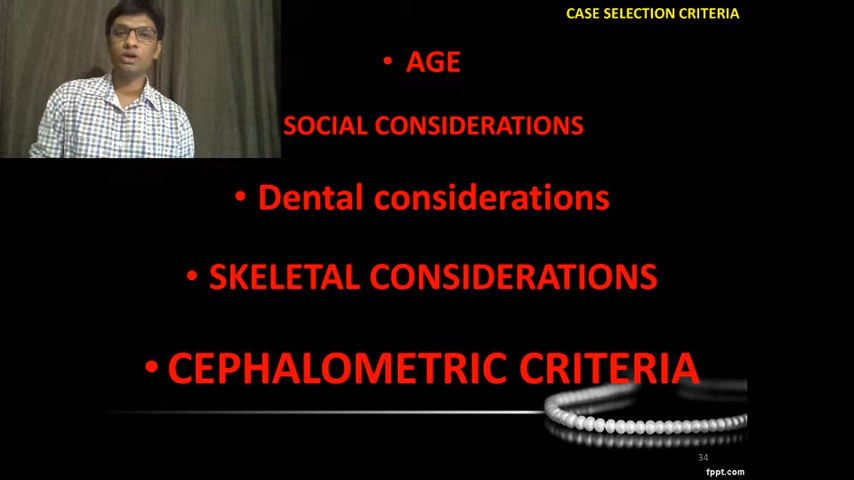 CASE SELECTION CRITERIA
• AGE
SOCIAL CONSIDERATIONS
• Dental considerations
• SKELETAL CONSIDERATIONS
• CEPHALOMETRIC CRITERIA
34
fppt.com